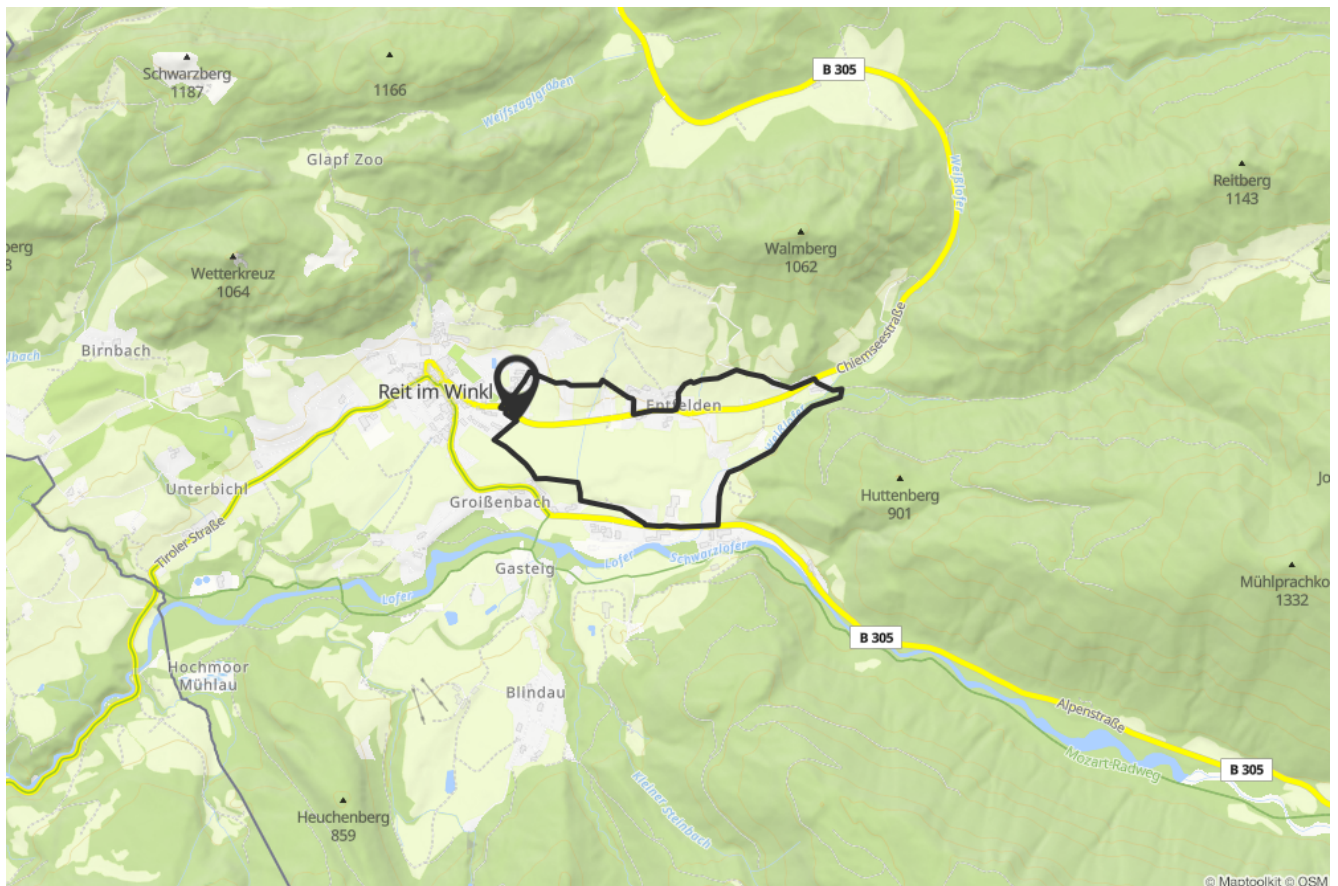 B 305
Schwarzberg
1187
1166
Weißlofer
Glapf Zoo
Reitberg
1143
Walmberg
1062
berg
Wetterkreuz
1064
Birnbach
Chiemseestraße
Reit im Winkl
Entfelden
Unterbichl
Groißenbach
Huttenberg
901
Tiroler Straße
Lofer
Schwarzlofer
Gasteig
Lofer
Mühlprachko
1332
B 305
Hochmoor
Mühlau
Blindau
Alpenstraße
Mozart-Radweg
B 305
Kleiner Steinbach
Heuchenberg
859
© Maptoolkit © OSM